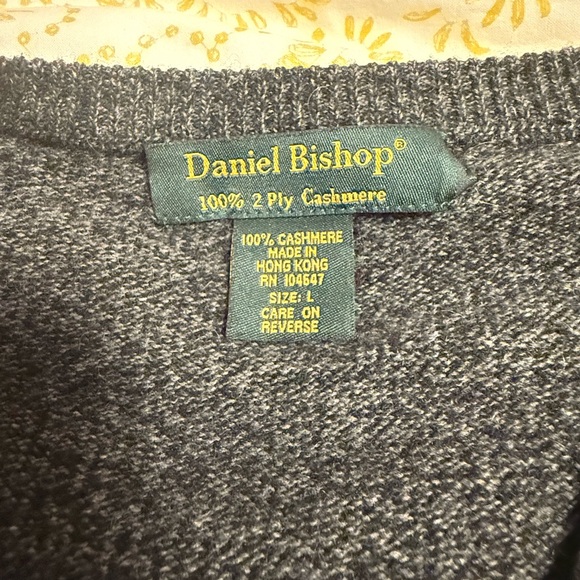 Daniel Bishop®
100% 2 Ply Cashmere
100% CASHMERE
MADE IN
HONG KONG
RN 104647
SIZE: L
CARE ON
REVERSE